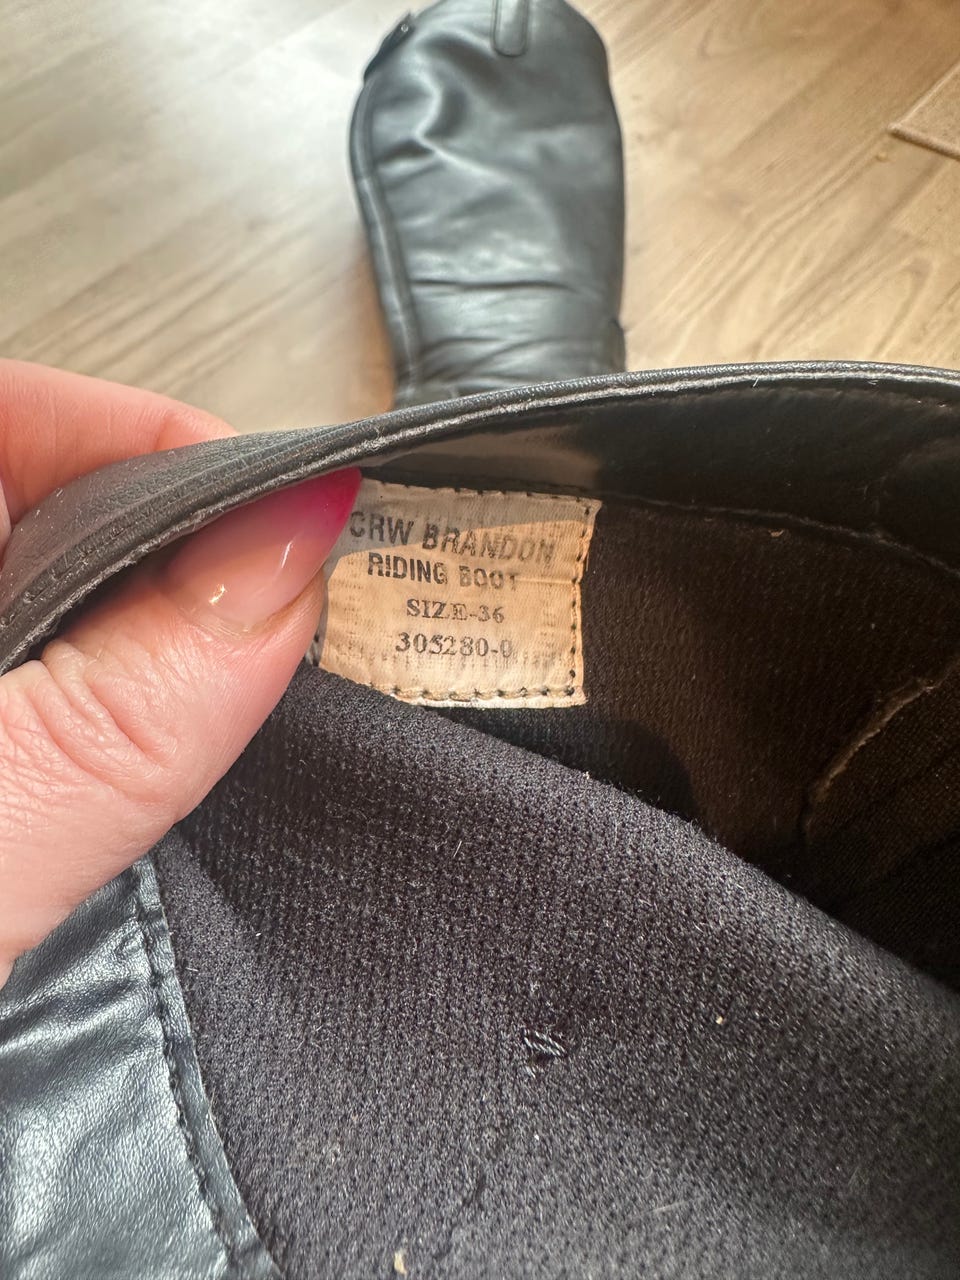 CRW BRANDON
RIDING BOOT
SIZE-36
305280-0